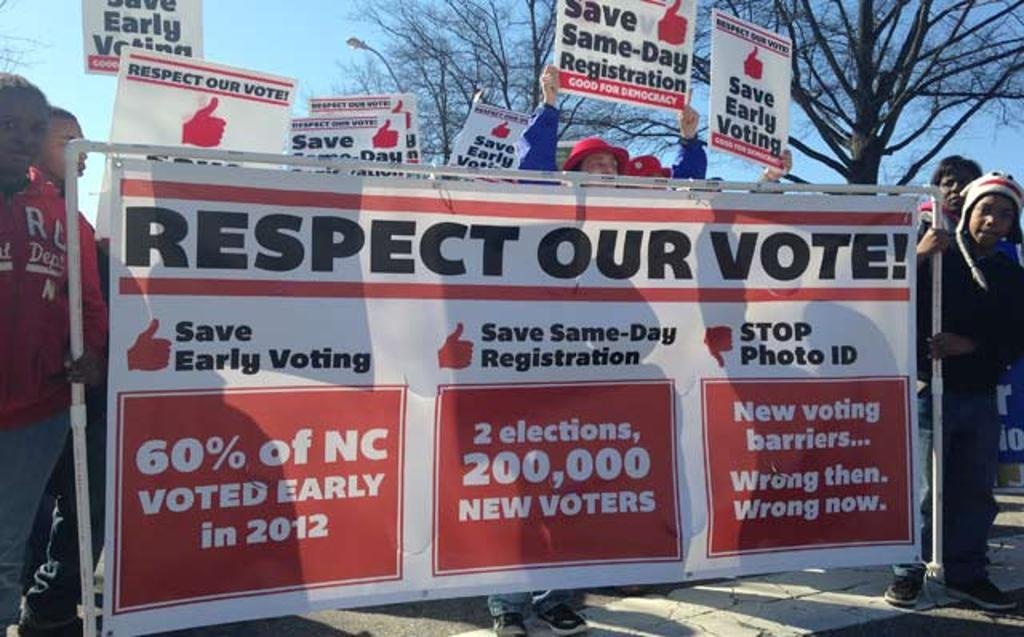 Save
Early
Voting
GOOD FOR
RESPECT OUR VOTE!
RESPECT OUR VOTE!
RESPECT OUR VOTE!
Save
Same-Day
Save
Early
Voting
Save
Same-Day
Registration
GOOD FOR DEMOCRACY
RESPECT OUR VOTE!
Save
Early
Voting
RESPECT OUR VOTE!
Save
Early Voting
Save Same-Day
Registration
STOP
Photo ID
60% of NC
VOTED EARLY
in 2012
2 elections,
200,000
NEW VOTERS
New voting
barriers...
Wrong then.
Wrong now.